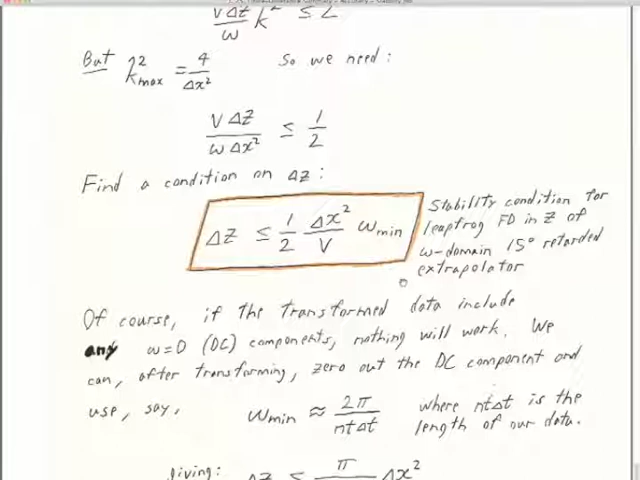 VΔz/ω k² ≤ 2
But k²max = 4/Δx² So we need:
VΔz/ωΔx² ≤ 1/2
Find a condition on Δz:
Δz ≤ 1/2 Δx²/V ωmin
Stability condition for
leapfrog FD in z of
ω-domain 15° retarded
extrapolator
Of course, if the transformed data include
any ω=0 (DC) components, nothing will work. We
can, after transforming, zero out the DC component and
use, say, ωmin ≈ 2π/ntΔt where ntΔt is the
length of our data.
giving: Δz ≤ π Δx²